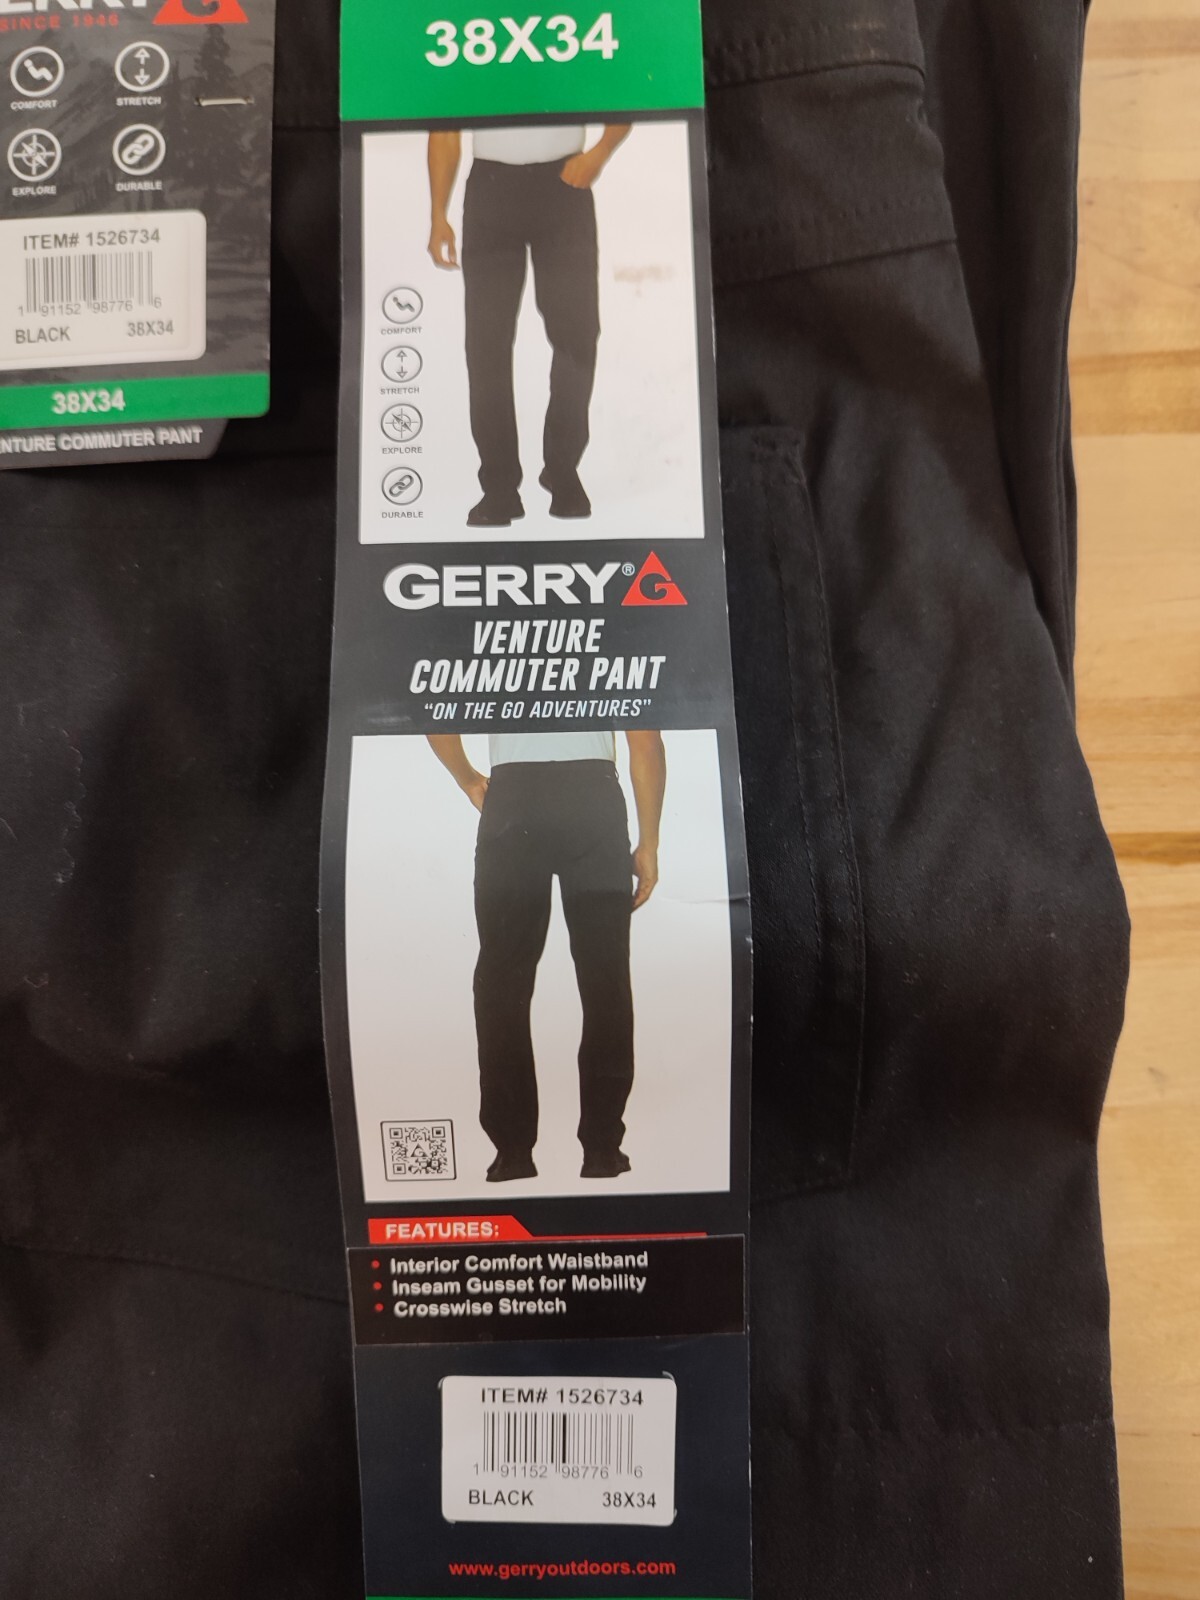 SINCE 1946
COMFORT
STRETCH
EXPLORE
DURABLE
ITEM# 1526734
1 91152 98776 6
BLACK 38X34
38X34
COMMUTER PANT
38X34
COMFORT
STRETCH
EXPLORE
DURABLE
GERRY® G
VENTURE
COMMUTER PANT
“ON THE GO ADVENTURES”
FEATURES:
• Interior Comfort Waistband
• Inseam Gusset for Mobility
• Crosswise Stretch
ITEM# 1526734
1 91152 98776 6
BLACK 38X34
www.gerryoutdoors.com